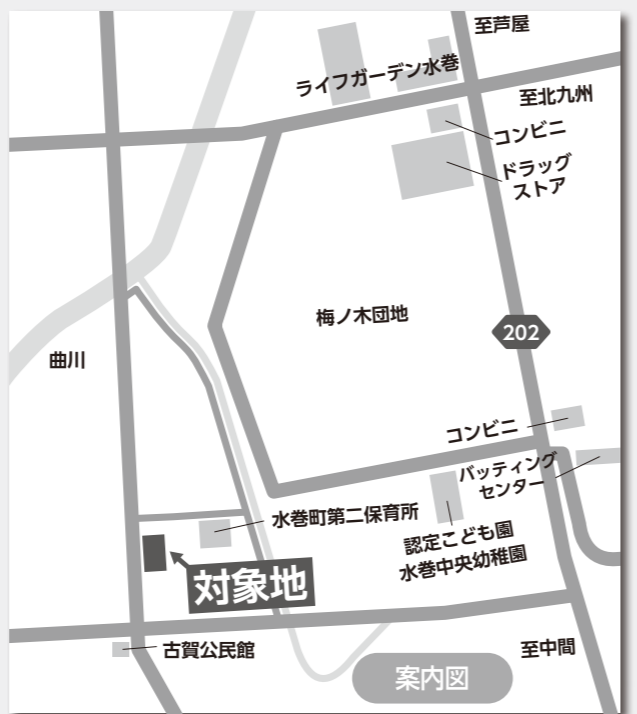 至芦屋
ライフガーデン水巻
至北九州
コンビニ
ドラッグ
ストア
梅ノ木団地
202
曲川
コンビニ
バッティング
センター
水巻町第二保育所
認定こども園
水巻中央幼稚園
対象地
古賀公民館
至中間
案内図